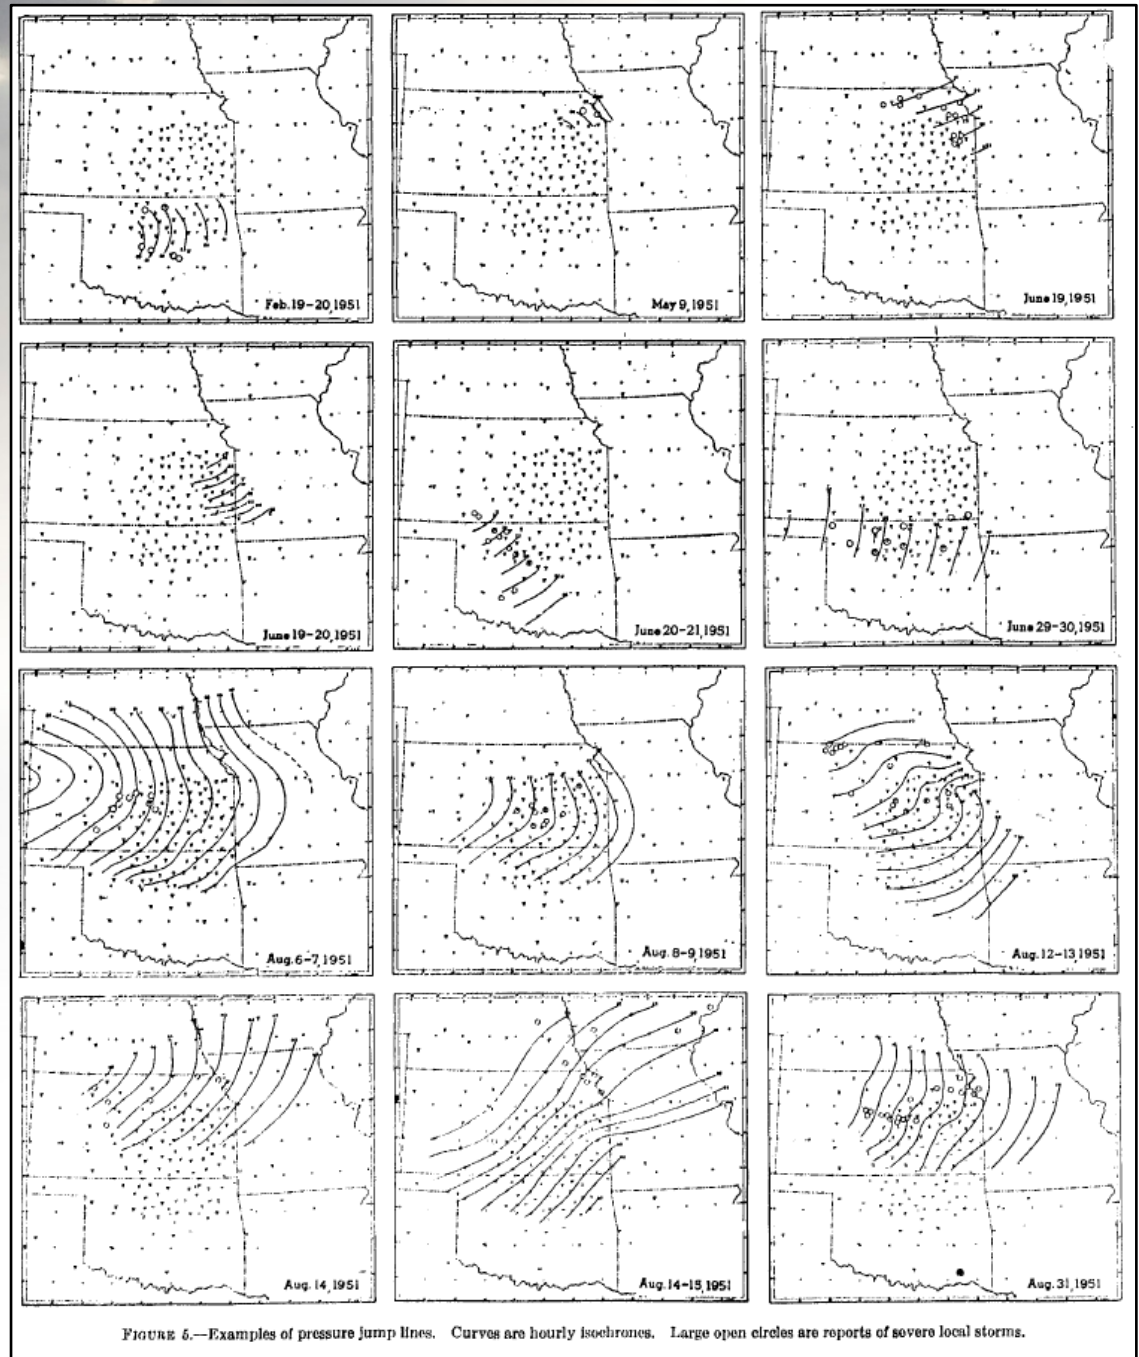 Feb. 19-20, 1951
May 9, 1951
June 19, 1951
June 19-20, 1951
June 20-21, 1951
June 29-30, 1951
Aug. 6-7, 1951
Aug. 8-9, 1951
Aug. 12-13, 1951
Aug. 14, 1951
Aug. 14-15, 1951
Aug. 31, 1951
FIGURE 5.—Examples of pressure jump lines. Curves are hourly isochrones. Large open circles are reports of severe local storms.